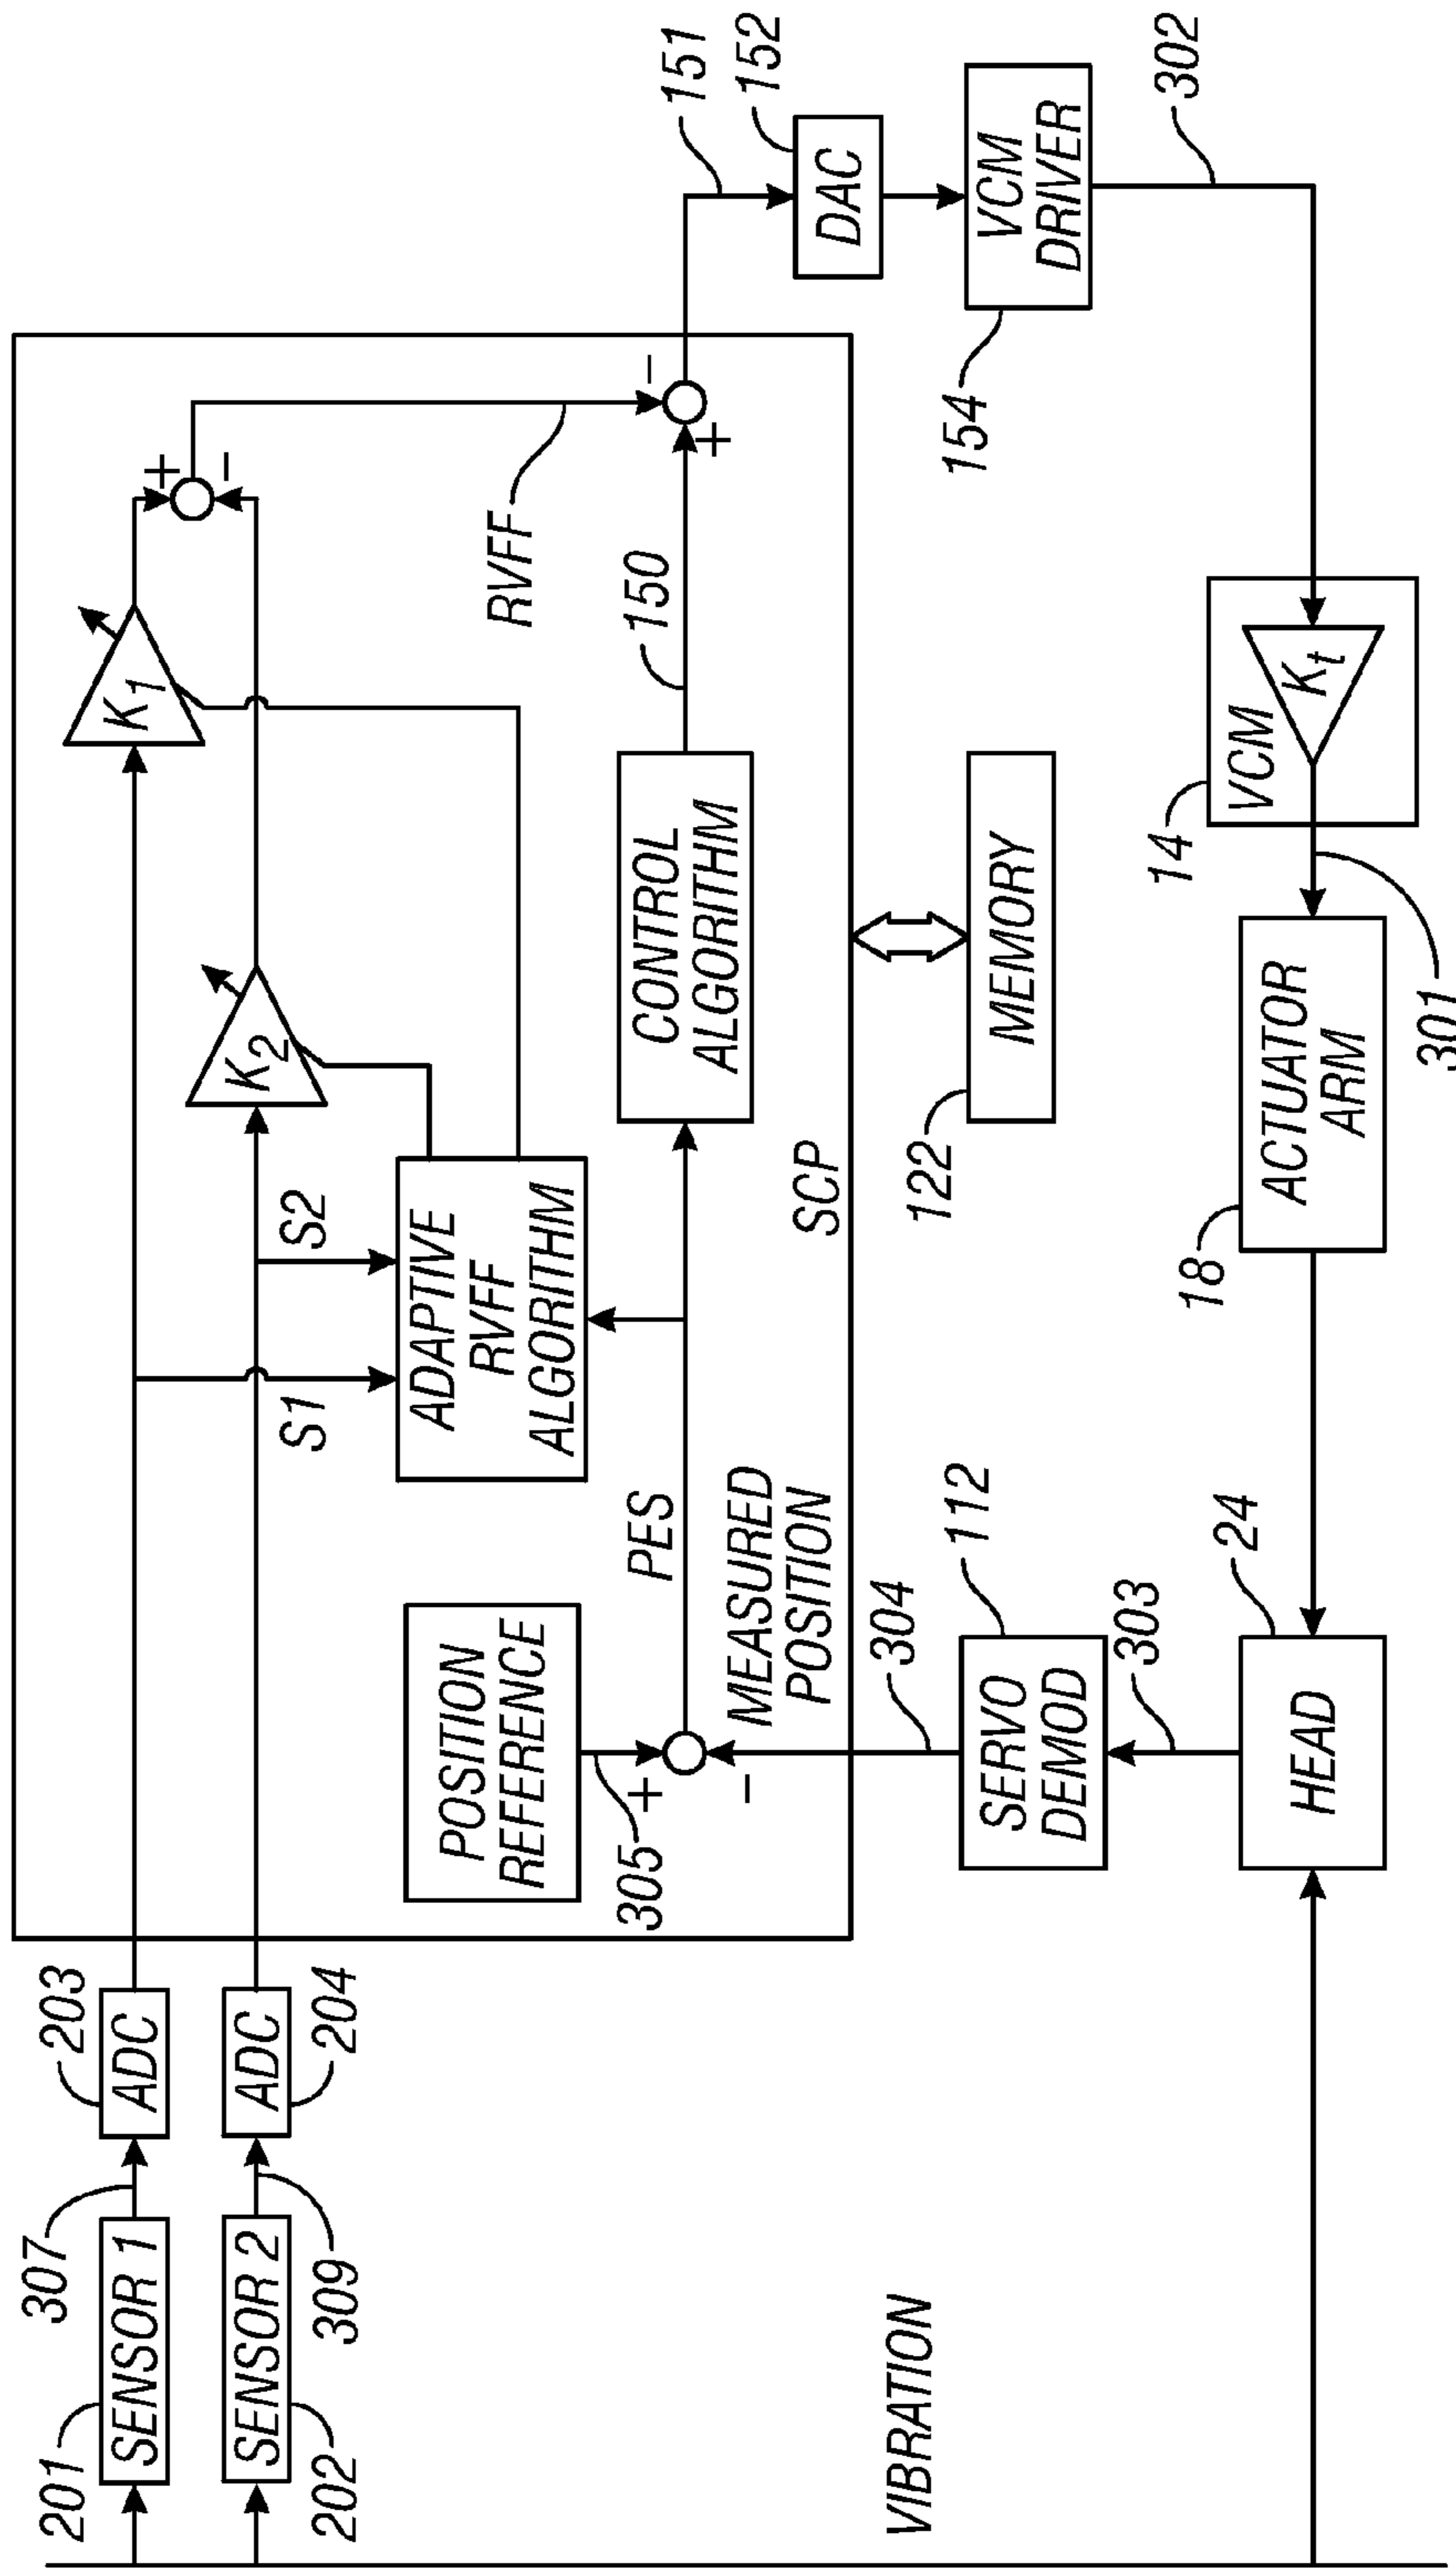 201
SENSOR 1
307
203
ADC
202
SENSOR 2
309
204
ADC
K1
K2
+
−
S1
S2
ADAPTIVE
RVFF
ALGORITHM
RVFF
POSITION
REFERENCE
305
+
−
PES
MEASURED
POSITION
CONTROL
ALGORITHM
150
−
+
151
152
DAC
SCP
304
112
SERVO
DEMOD
303
122
MEMORY
154
VCM
DRIVER
302
VIBRATION
24
HEAD
18
ACTUATOR
ARM
301
14
VCM
Kt